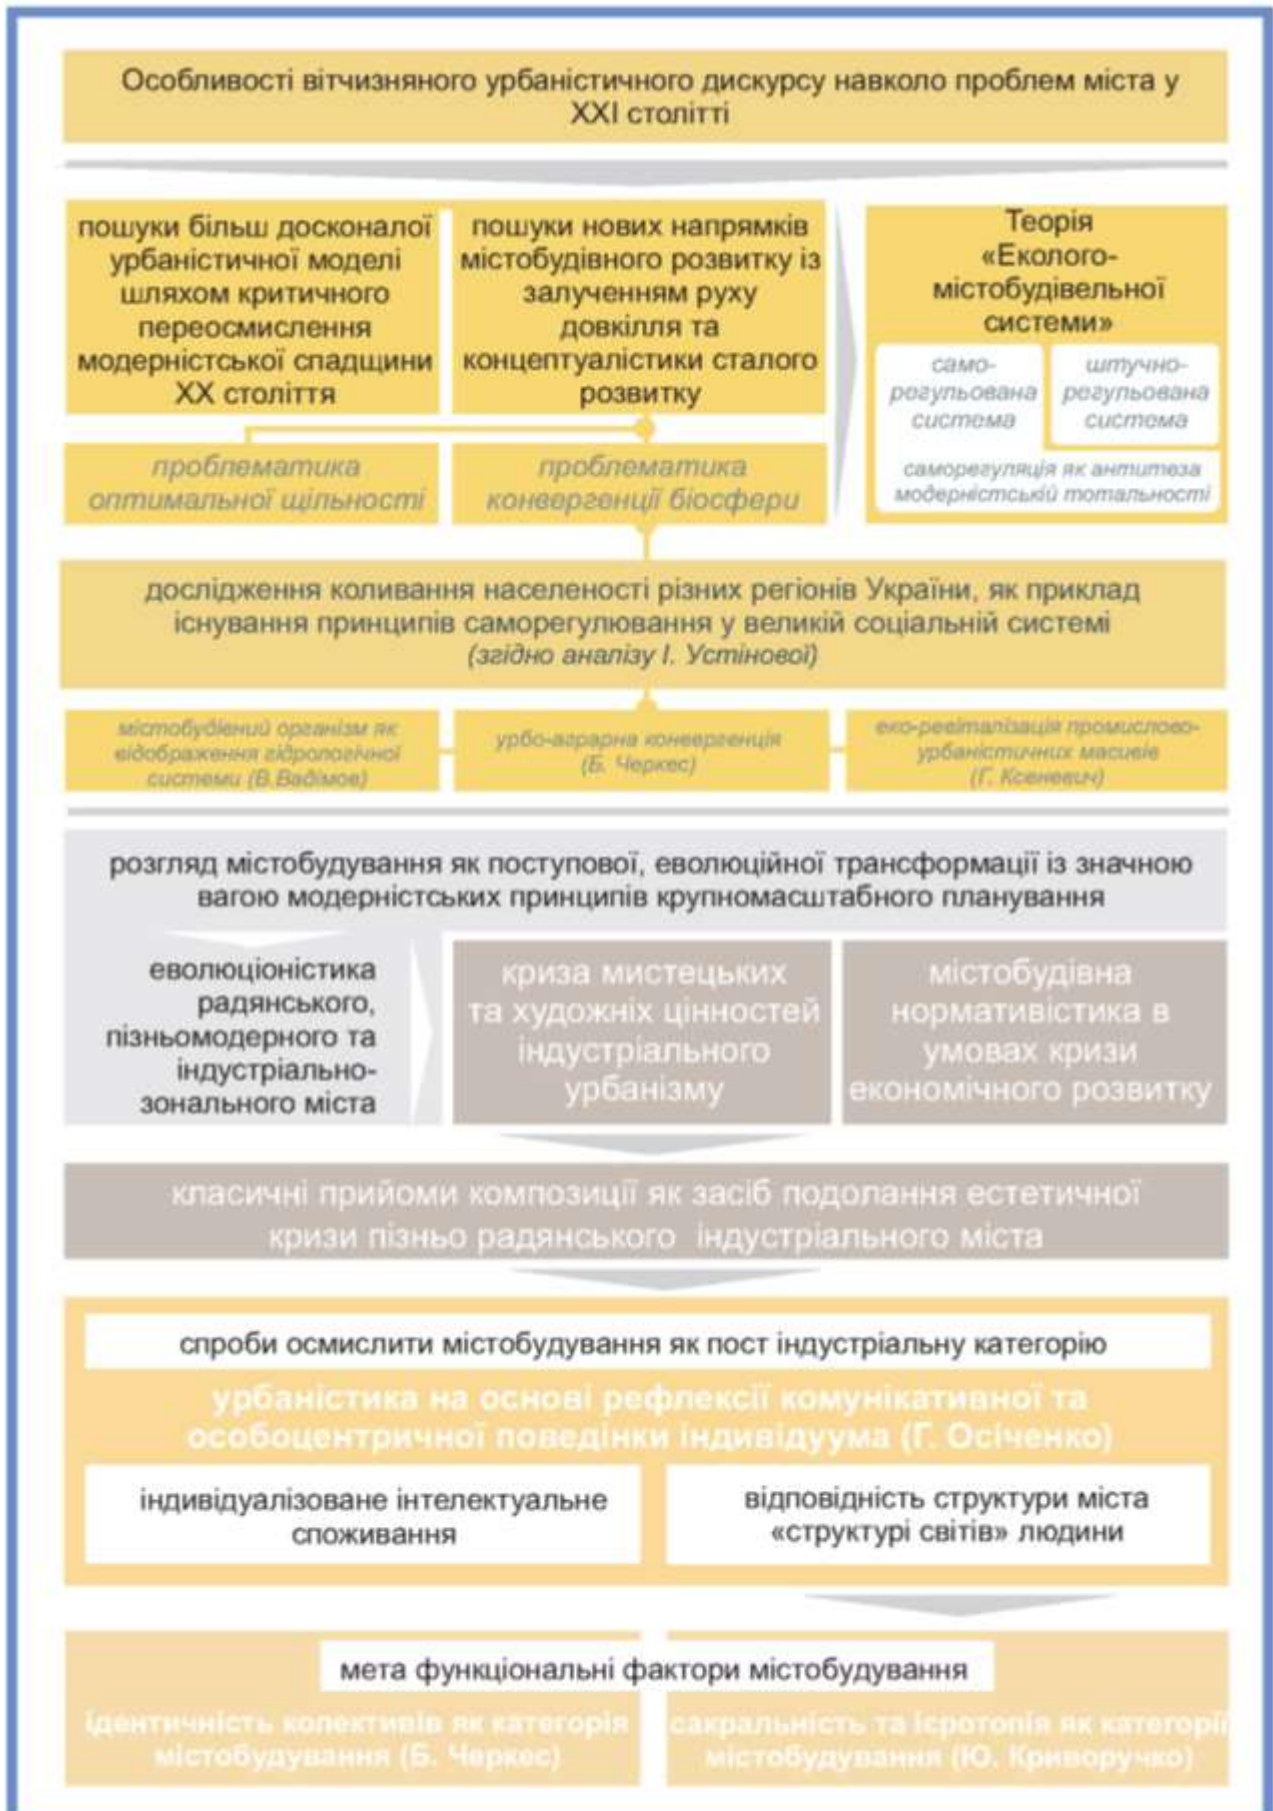 Особливості вітчизняного урбаністичного дискурсу навколо проблем міста у
XXI столітті
пошуки більш досконалої
урбаністичної моделі
шляхом критичного
переосмислення
модерністської спадщини
XX століття
пошуки нових напрямків
містобудівного розвитку із
залученням руху
довкілля та
концептуалістики сталого
розвитку
Теорія
«Еколого-
містобудівельної
системи»
само-
регульована
система
штучно-
регульована
система
саморегуляція як антитеза
модерністській тотальності
проблематика
оптимальної щільності
проблематика
конвергенції біосфери
дослідження коливання населеності різних регіонів України, як приклад
існування принципів саморегулювання у великій соціальній системі
(згідно аналізу І. Устінової)
містобудівний організм як
відображення гідрологічної
системи (В.Вадімов)
урбо-аграрна конвергенція
(Б. Черкес)
еко-ревіталізація промислово-
урбаністичних масивів
(Г. Ксеневич)
розгляд містобудування як поступової, еволюційної трансформації із значною
вагою модерністських принципів крупномасштабного планування
еволюціоністика
радянського,
пізньомодерного та
індустріально-
зонального міста
криза мистецьких
та художніх цінностей
індустріального
урбанізму
містобудівна
нормативістика в
умовах кризи
економічного розвитку
класичні прийоми композиції як засіб подолання естетичної
кризи пізньо радянського індустріального міста
спроби осмислити містобудування як пост індустріальну категорію
урбаністика на основі рефлексії комунікативної та
особоцентричної поведінки індивідуума (Г. Осіченко)
індивідуалізоване інтелектуальне
споживання
відповідність структури міста
«структурі світів» людини
мета функціональні фактори містобудування
ідентичність колективів як категорія
містобудування (Б. Черкес)
сакральність та ієротопія як категорії
містобудування (Ю. Криворучко)